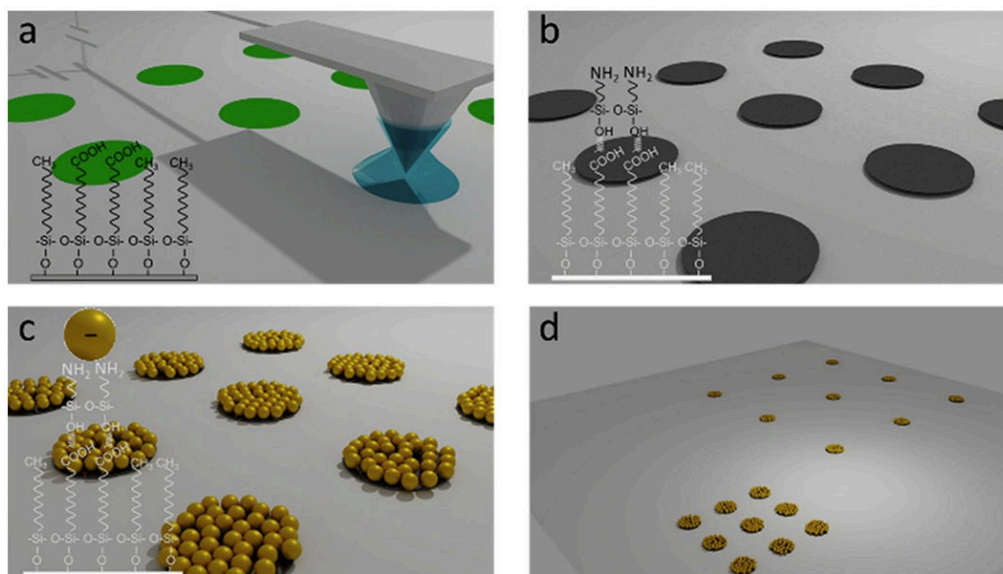 a
CH3 COOH COOH CH3 CH3
-Si- O-Si- O-Si- O-Si- O-Si-
O O O O O
b
NH2 NH2
-Si- O-Si-
OH OH
CH3 COOH COOH CH3 CH3
-Si- O-Si- O-Si- O-Si- O-Si-
O O O O O
c
–
NH2 NH2
-Si- O-Si-
OH OH
CH3 COOH COOH CH3 CH3
-Si- O-Si- O-Si- O-Si- O-Si-
O O O O O
d